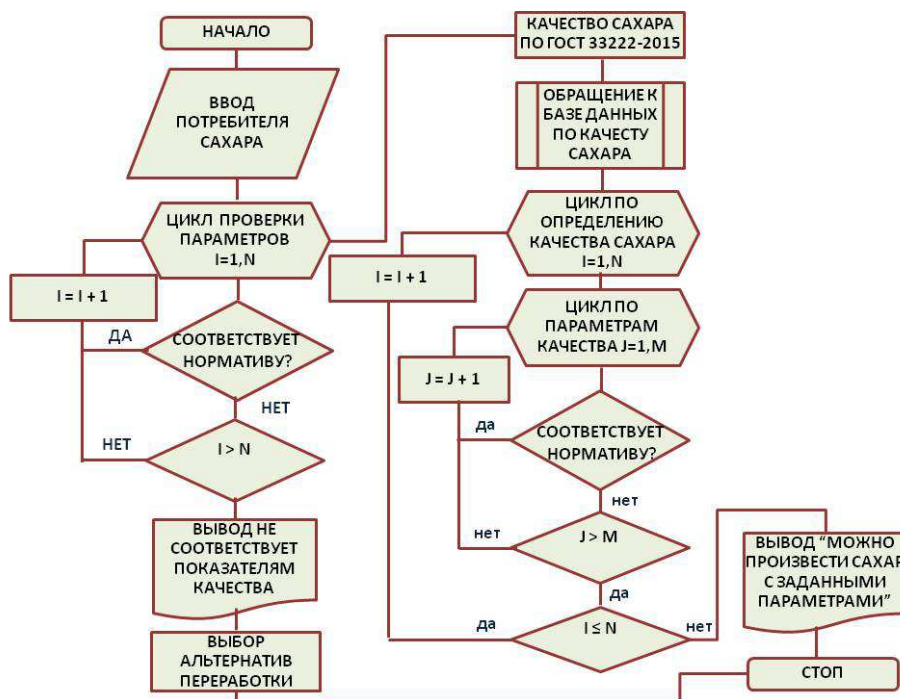 НАЧАЛО
ВВОД
ПОТРЕБИТЕЛЯ
САХАРА
ЦИКЛ ПРОВЕРКИ
ПАРАМЕТРОВ
I=1,N
I = I + 1
ДА
СООТВЕТСТВУЕТ
НОРМАТИВУ?
НЕТ
НЕТ
I > N
ВЫВОД НЕ
СООТВЕТСТВУЕТ
ПОКАЗАТЕЛЯМ
КАЧЕСТВА
ВЫБОР
АЛЬТЕРНАТИВ
ПЕРЕРАБОТКИ
КАЧЕСТВО САХАРА
ПО ГОСТ 33222-2015
ОБРАЩЕНИЕ К
БАЗЕ ДАННЫХ
ПО КАЧЕСТУ
САХАРА
ЦИКЛ ПО
ОПРЕДЕЛЕНИЮ
КАЧЕСТВА САХАРА
I=1,N
I = I + 1
ЦИКЛ ПО
ПАРАМЕТРАМ
КАЧЕСТВА J=1,M
J = J + 1
да
СООТВЕТСТВУЕТ
НОРМАТИВУ?
нет
нет
J > M
да
да
I ≤ N
нет
ВЫВОД “МОЖНО
ПРОИЗВЕСТИ САХАР
С ЗАДАННЫМИ
ПАРАМЕТРАМИ”
СТОП